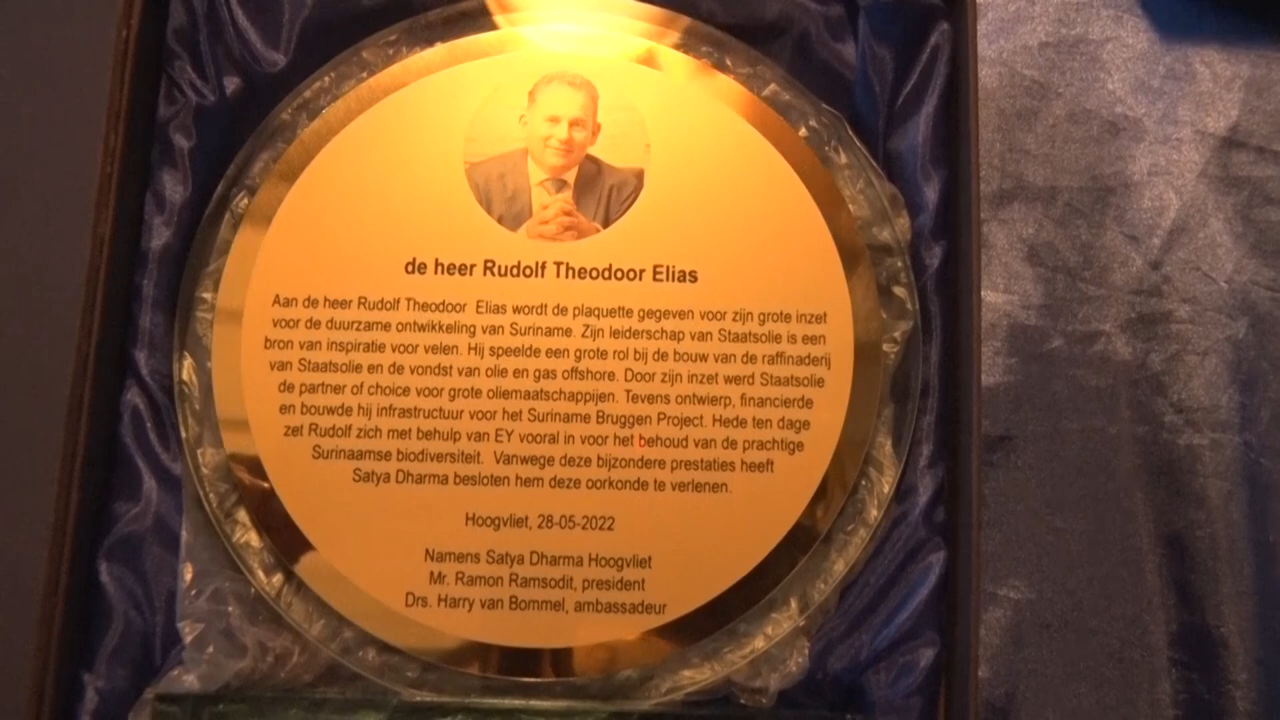 de heer Rudolf Theodoor Elias
Aan de heer Rudolf Theodoor Elias wordt de plaquette gegeven voor zijn grote inzet
voor de duurzame ontwikkeling van Suriname. Zijn leiderschap van Staatsolie is een
bron van inspiratie voor velen. Hij speelde een grote rol bij de bouw van de raffinaderij
van Staatsolie en de vondst van olie en gas offshore. Door zijn inzet werd Staatsolie
de partner of choice voor grote oliemaatschappijen. Tevens ontwierp, financierde
en bouwde hij infrastructuur voor het Suriname Bruggen Project. Hede ten dage
zet Rudolf zich met behulp van EY vooral in voor het behoud van de prachtige
Surinaamse biodiversiteit. Vanwege deze bijzondere prestaties heeft
Satya Dharma besloten hem deze oorkonde te verlenen.
Hoogvliet, 28-05-2022
Namens Satya Dharma Hoogvliet
Mr. Ramon Ramsodit, president
Drs. Harry van Bommel, ambassadeur